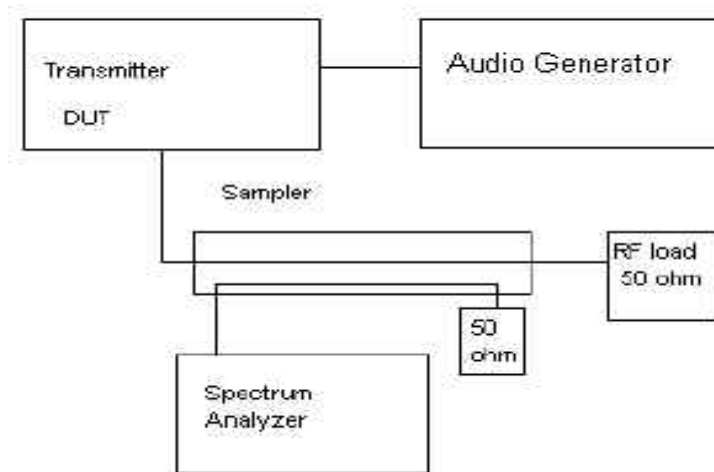 Transmitter
DUT
Audio Generator
Sampler
RF load
50 ohm
50
ohm
Spectrum
Analyzer